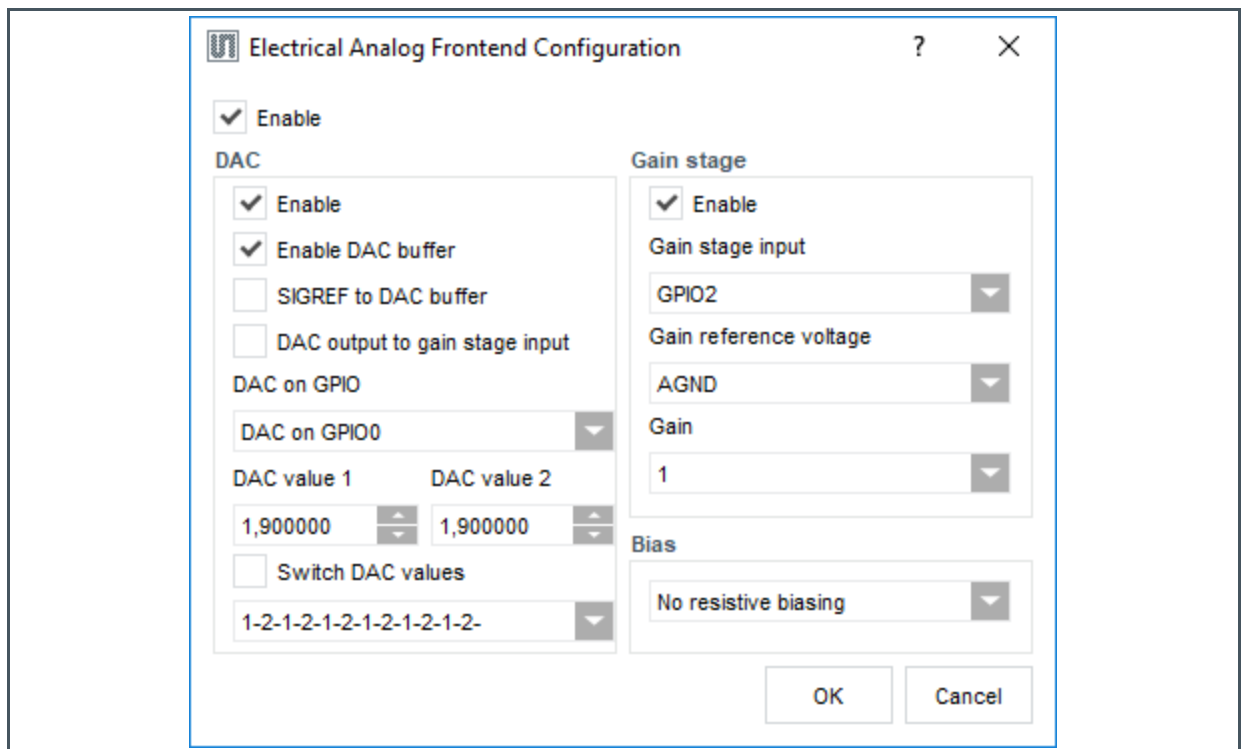 Electrical Analog Frontend Configuration ?
Enable
DAC
Enable
Enable DAC buffer
SIGREF to DAC buffer
DAC output to gain stage input
DAC on GPIO
DAC on GPIO0
DAC value 1 DAC value 2
1,900000 1,900000
Switch DAC values
1-2-1-2-1-2-1-2-1-2-1-2-
Gain stage
Enable
Gain stage input
GPIO2
Gain reference voltage
AGND
Gain
1
Bias
No resistive biasing
OK Cancel